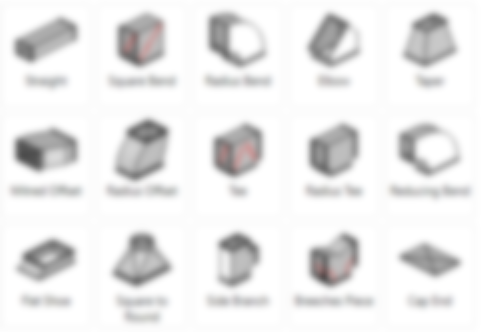 Straight
Square Bend
Radius Bend
Elbow
Taper
Mitred Offset
Radius Offset
Tee
Radius Tee
Reducing Bend
Flat Shoe
Square to
Round
Side Branch
Breeches Piece
Cap End